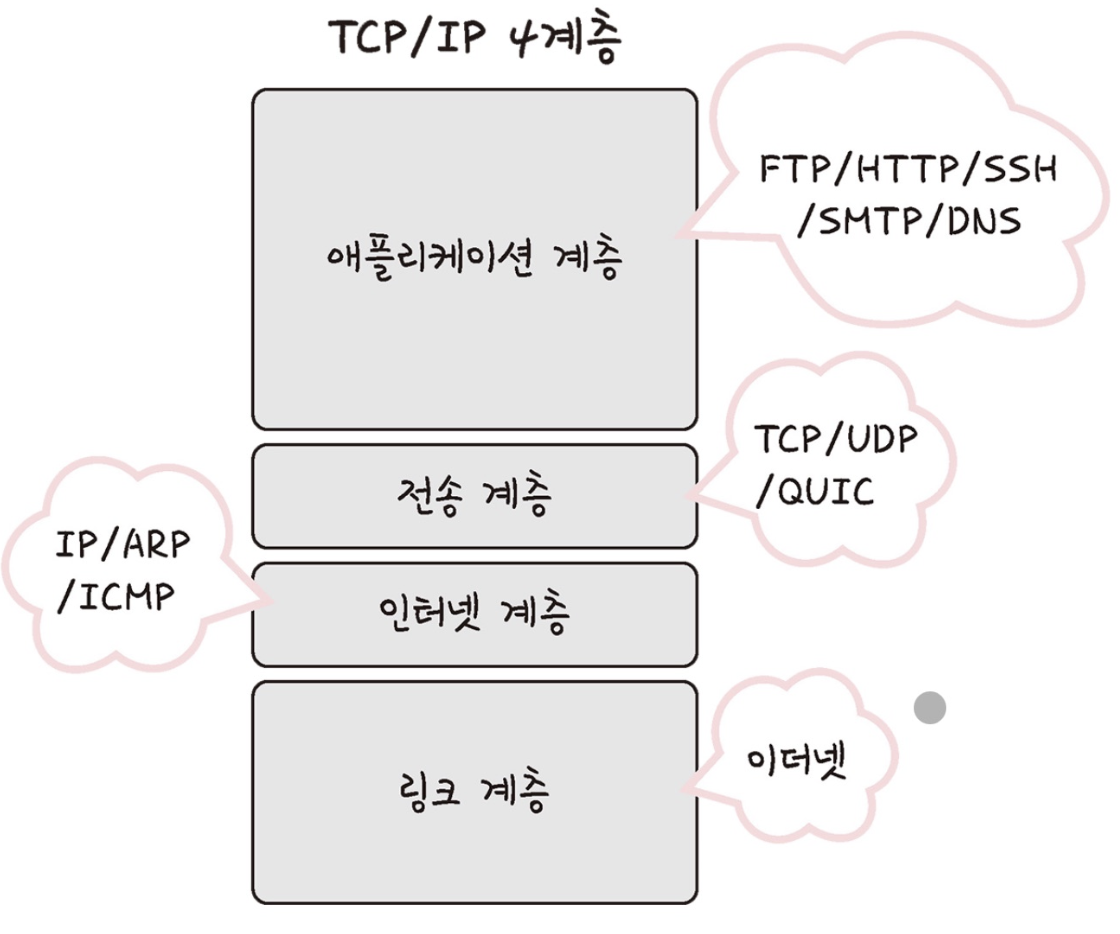 TCP/IP 4계층
애플리케이션 계층
FTP/HTTP/SSH
/SMTP/DNS
전송 계층
TCP/UDP
/QUIC
인터넷 계층
IP/ARP
/ICMP
링크 계층
이더넷